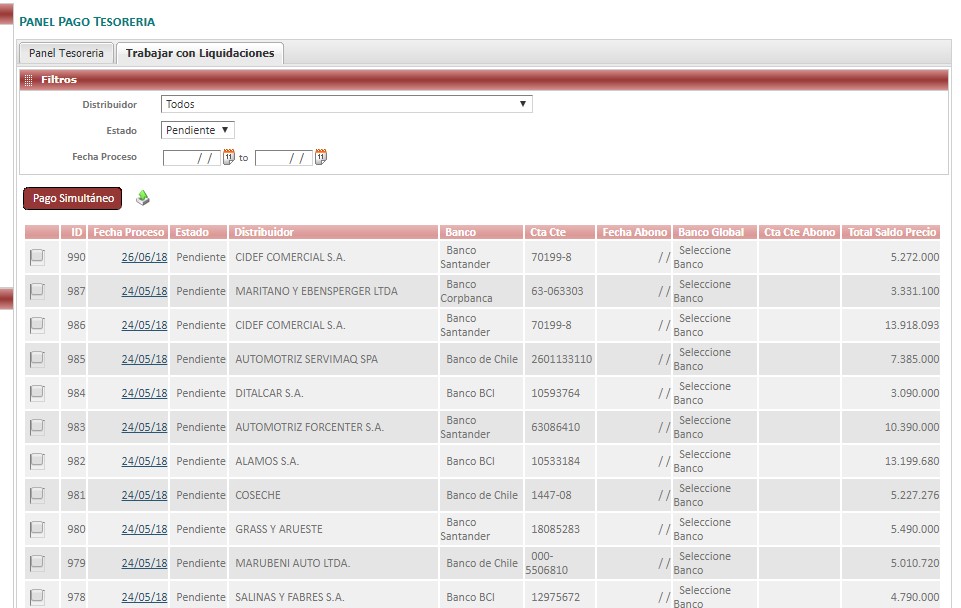 PANEL PAGO TESORERIA
Panel Tesoreria Trabajar con Liquidaciones
Filtros
Distribuidor Todos
Estado Pendiente
Fecha Proceso / / 11 to / / 11
Pago Simultáneo
ID Fecha Proceso Estado Distribuidor Banco Cta Cte Fecha Abono Banco Global Cta Cte Abono Total Saldo Precio
990 26/06/18 Pendiente CIDEF COMERCIAL S.A. Banco Santander 70199-8 / / Seleccione Banco 5.272.000
987 24/05/18 Pendiente MARITANO Y EBENSPERGER LTDA Banco Corpbanca 63-063303 / / Seleccione Banco 3.331.100
986 24/05/18 Pendiente CIDEF COMERCIAL S.A. Banco Santander 70199-8 / / Seleccione Banco 13.918.093
985 24/05/18 Pendiente AUTOMOTRIZ SERVIMAQ SPA Banco de Chile 2601133110 / / Seleccione Banco 7.385.000
984 24/05/18 Pendiente DITALCAR S.A. Banco BCI 10593764 / / Seleccione Banco 3.090.000
983 24/05/18 Pendiente AUTOMOTRIZ FORCENTER S.A. Banco Santander 63086410 / / Seleccione Banco 10.390.000
982 24/05/18 Pendiente ALAMOS S.A. Banco BCI 10533184 / / Seleccione Banco 13.199.680
981 24/05/18 Pendiente COSECHE Banco de Chile 1447-08 / / Seleccione Banco 5.227.276
980 24/05/18 Pendiente GRASS Y ARUESTE Banco Santander 18085283 / / Seleccione Banco 5.490.000
979 24/05/18 Pendiente MARUBENI AUTO LTDA. Banco de Chile 000-5506810 / / Seleccione Banco 5.010.720
978 24/05/18 Pendiente SALINAS Y FABRES S.A. Banco BCI 12975672 / / Seleccione Banco 4.790.000